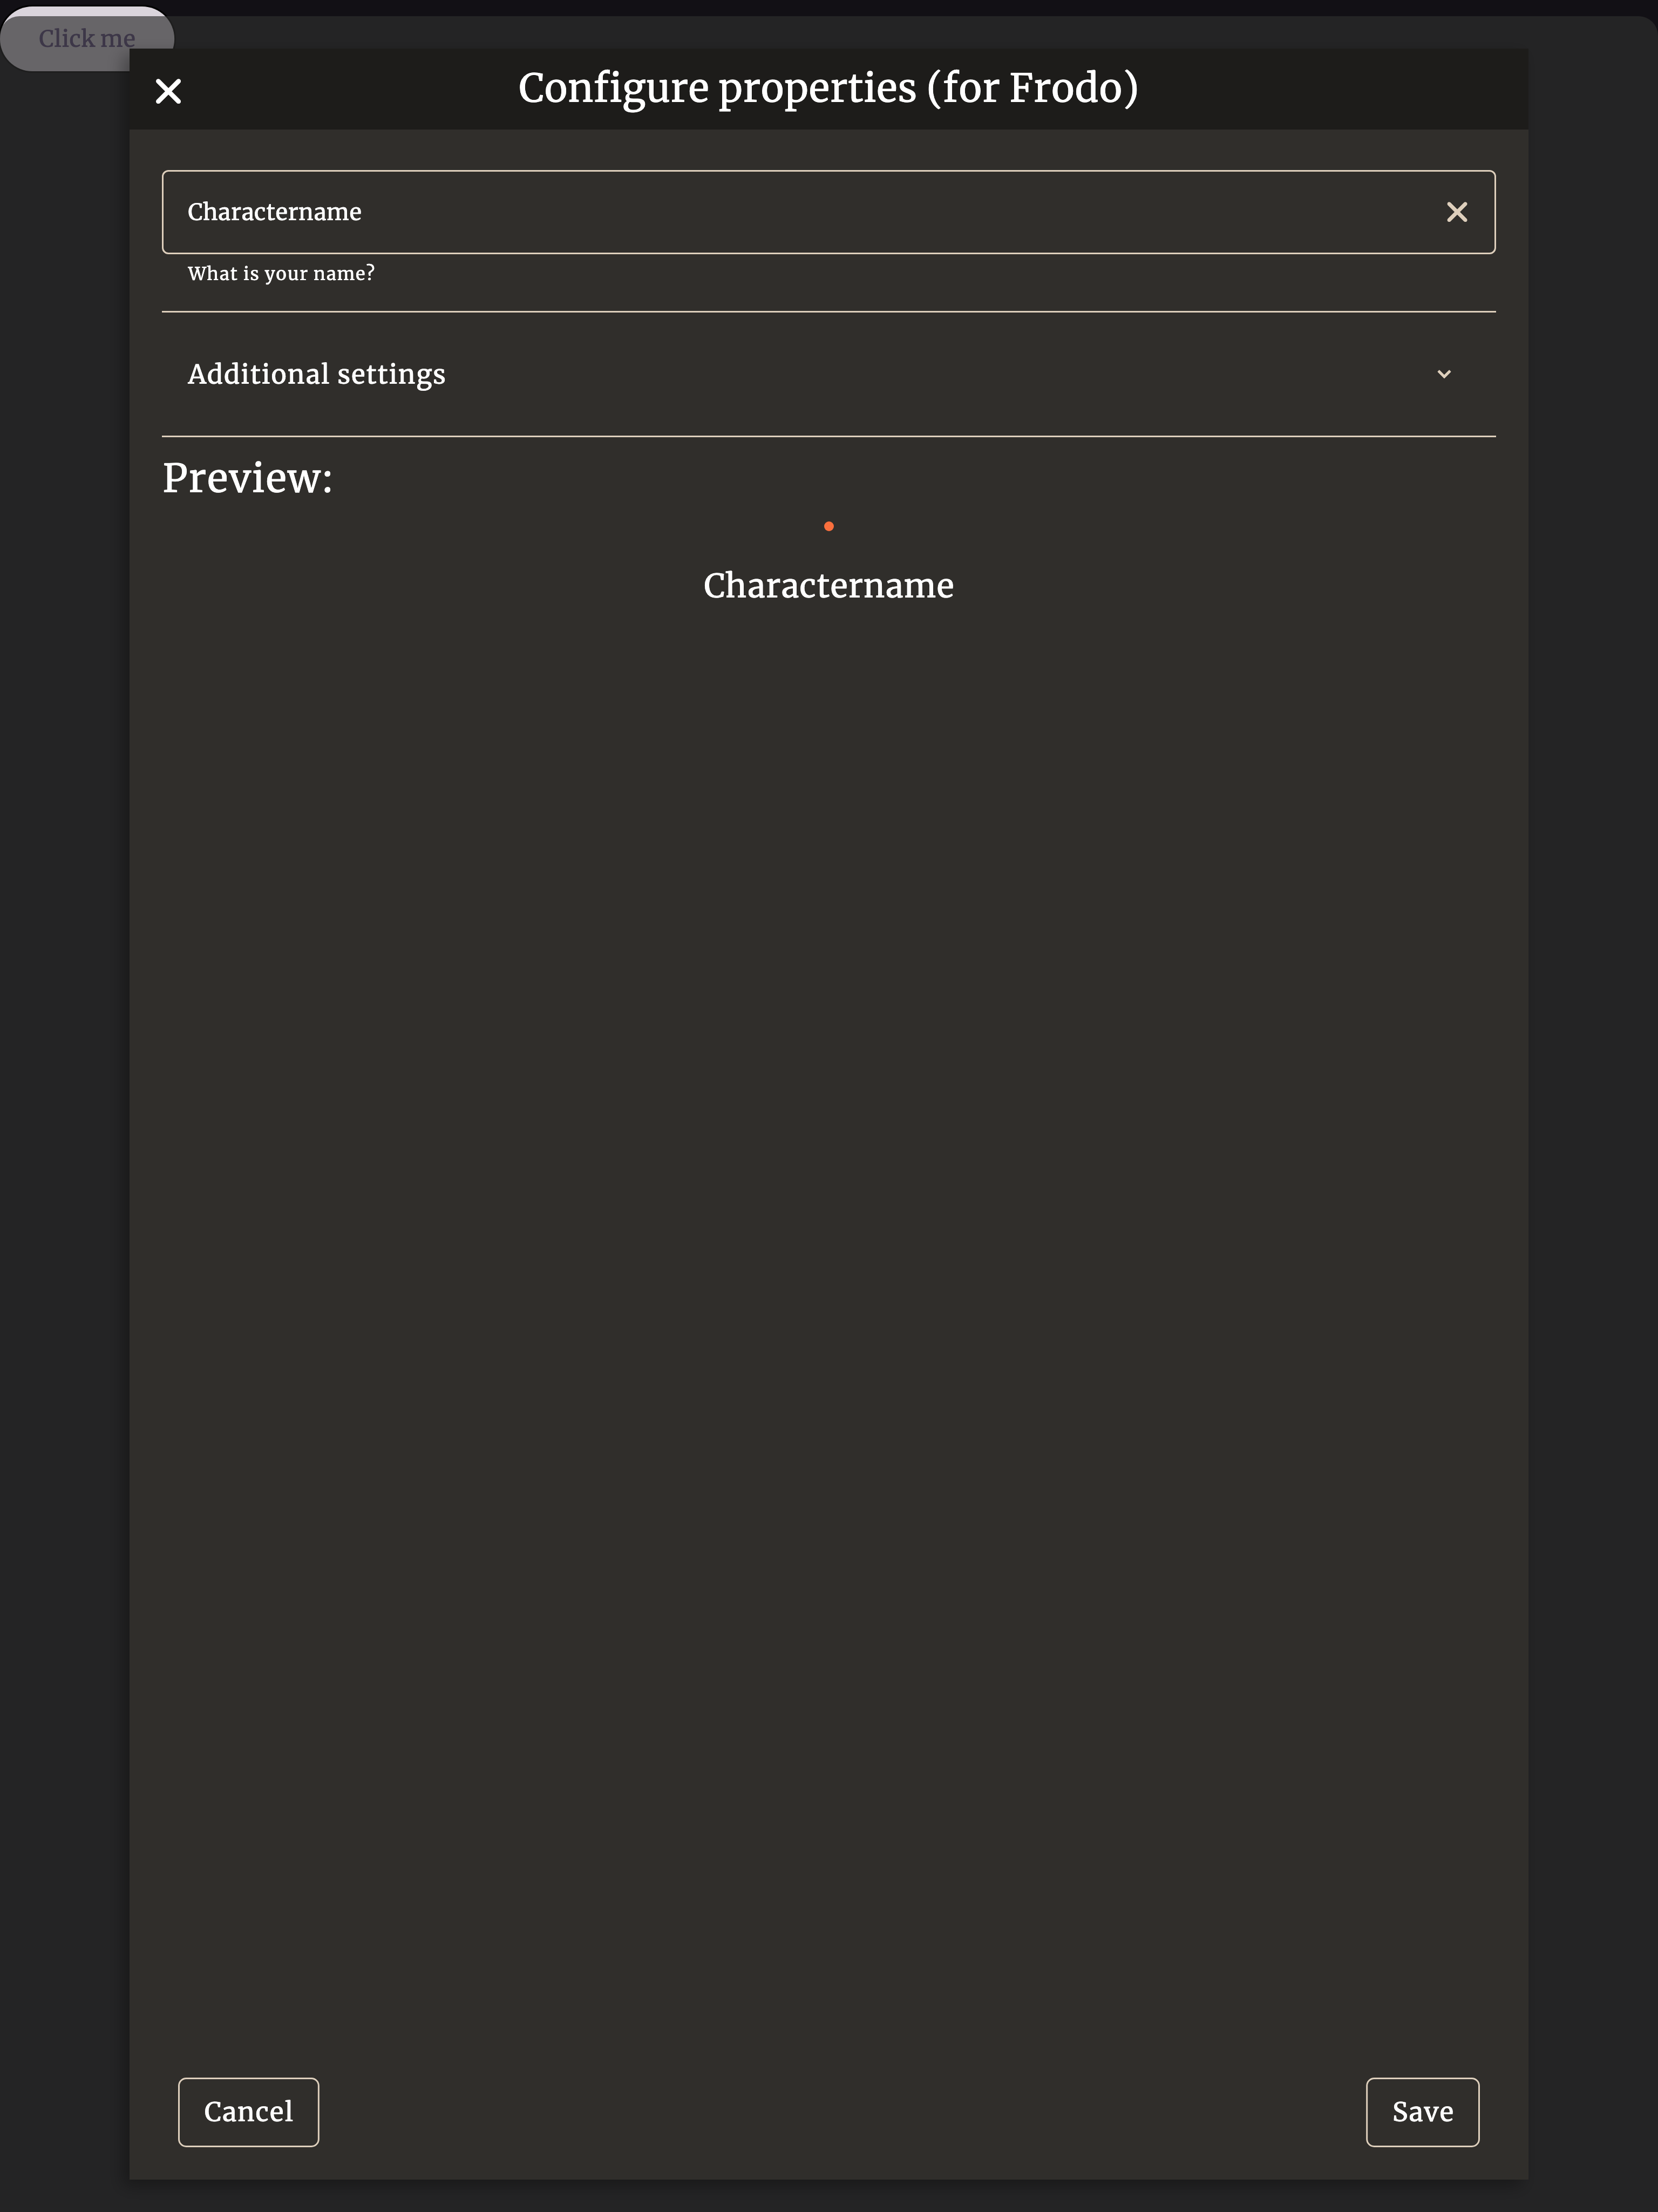 Click me
Configure properties (for Frodo)
Charactername
What is your name?
Additional settings
Preview:
Charactername
Cancel
Save